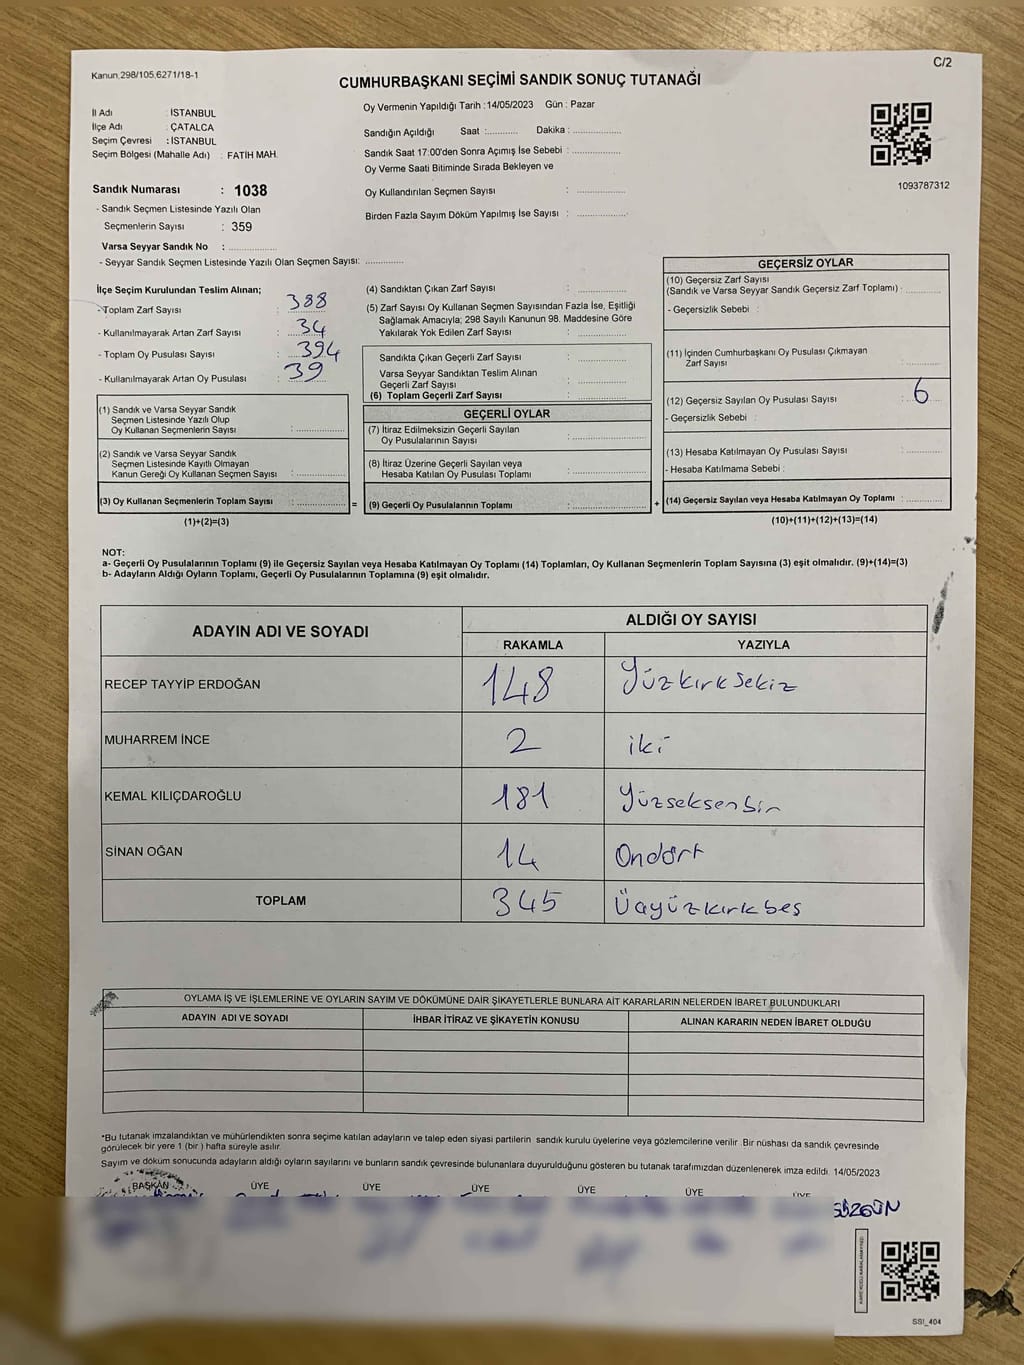 C/2
Kanun 298/105,6271/18-1
CUMHURBAŞKANI SEÇİMİ SANDIK SONUÇ TUTANAĞI
İl Adı : İSTANBUL
İlçe Adı : ÇATALCA
Seçim Çevresi : İSTANBUL
Seçim Bölgesi (Mahalle Adı) : FATİH MAH.
Sandık Numarası : 1038
- Sandık Seçmen Listesinde Yazılı Olan
Seçmenlerin Sayısı : 359
Varsa Seyyar Sandık No : ..............
- Seyyar Sandık Seçmen Listesinde Yazılı Olan Seçmen Sayısı: ............
Oy Vermenin Yapıldığı Tarih :14/05/2023 Gün : Pazar
Sandığın Açıldığı Saat :........... Dakika : ................
Sandık Saat 17:00'den Sonra Açımış İse Sebebi : ................
Oy Verme Saati Bitiminde Sırada Bekleyen ve
Oy Kullandırılan Seçmen Sayısı : ................
Birden Fazla Sayım Döküm Yapılmış İse Sayısı : ................
1093787312
İlçe Seçim Kurulundan Teslim Alınan;
- Toplam Zarf Sayısı : 388
- Kullanılmayarak Artan Zarf Sayısı : 34
- Toplam Oy Pusulası Sayısı : 394
- Kullanılmayarak Artan Oy Pusulası : 39
(1) Sandık ve Varsa Seyyar Sandık
Seçmen Listesinde Yazılı Olup
Oy Kullanan Seçmenlerin Sayısı : ................
(2) Sandık ve Varsa Seyyar Sandık
Seçmen Listesinde Kayıtlı Olmayan
Kanun Gereği Oy Kullanan Seçmen Sayısı : ................
(3) Oy Kullanan Seçmenlerin Toplam Sayısı : ................ =
(1)+(2)=(3)
(4) Sandıktan Çıkan Zarf Sayısı : ................
(5) Zarf Sayısı Oy Kullanan Seçmen Sayısından Fazla İse, Eşitliği
Sağlamak Amacıyla; 298 Sayılı Kanunun 98. Maddesine Göre
Yakılarak Yok Edilen Zarf Sayısı : ................
Sandıkta Çıkan Geçerli Zarf Sayısı : ................
Varsa Seyyar Sandıktan Teslim Alınan
Geçerli Zarf Sayısı : ................
(6) Toplam Geçerli Zarf Sayısı : ................
GEÇERLİ OYLAR
(7) İtiraz Edilmeksizin Geçerli Sayılan
Oy Pusulalarının Sayısı : ................
(8) İtiraz Üzerine Geçerli Sayılan veya
Hesaba Katılan Oy Pusulası Toplamı : ................
(9) Geçerli Oy Pusulalarının Toplamı : ................ +
GEÇERSİZ OYLAR
(10) Geçersiz Zarf Sayısı
(Sandık ve Varsa Seyyar Sandık Geçersiz Zarf Toplamı) : ............
- Geçersizlik Sebebi :
(11) İçinden Cumhurbaşkanı Oy Pusulası Çıkmayan
Zarf Sayısı : ............
(12) Geçersiz Sayılan Oy Pusulası Sayısı : 6
- Geçersizlik Sebebi :
(13) Hesaba Katılmayan Oy Pusulası Sayısı : ............
- Hesaba Katılmama Sebebi :
(14) Geçersiz Sayılan veya Hesaba Katılmayan Oy Toplamı : ............
(10)+(11)+(12)+(13)=(14)
NOT:
a- Geçerli Oy Pusulalarının Toplamı (9) ile Geçersiz Sayılan veya Hesaba Katılmayan Oy Toplamı (14) Toplamları, Oy Kullanan Seçmenlerin Toplam Sayısına (3) eşit olmalıdır. (9)+(14)=(3)
b- Adayların Aldığı Oyların Toplamı, Geçerli Oy Pusulalarının Toplamına (9) eşit olmalıdır.
ADAYIN ADI VE SOYADI ALDIĞI OY SAYISI
RAKAMLA YAZIYLA
RECEP TAYYİP ERDOĞAN 148 Yüzkırksekiz
MUHARREM İNCE 2 iki
KEMAL KILIÇDAROĞLU 181 Yüzseksenbir
SİNAN OĞAN 14 Ondört
TOPLAM 345 Üçyüzkırkbeş
OYLAMA İŞ VE İŞLEMLERİNE VE OYLARIN SAYIM VE DÖKÜMÜNE DAİR ŞİKAYETLERLE BUNLARA AİT KARARLARIN NELERDEN İBARET BULUNDUKLARI
ADAYIN ADI VE SOYADI İHBAR İTİRAZ VE ŞİKAYETİN KONUSU ALINAN KARARIN NEDEN İBARET OLDUĞU
*Bu tutanak imzalandıktan ve mühürlendikten sonra seçime katılan adayların ve talep eden siyasi partilerin sandık kurulu üyelerine veya gözlemcilerine verilir. Bir nüshası da sandık çevresinde
görülecek bir yere 1 (bir ) hafta süreyle asılır.
Sayım ve döküm sonucunda adayların aldığı oyların sayılarını ve bunların sandık çevresinde bulunanlara duyurulduğunu gösteren bu tutanak tarafımızdan düzenlenerek imza edildi. 14/05/2023
BAŞKAN ÜYE ÜYE ÜYE ÜYE ÜYE ÜYE
SSI_404